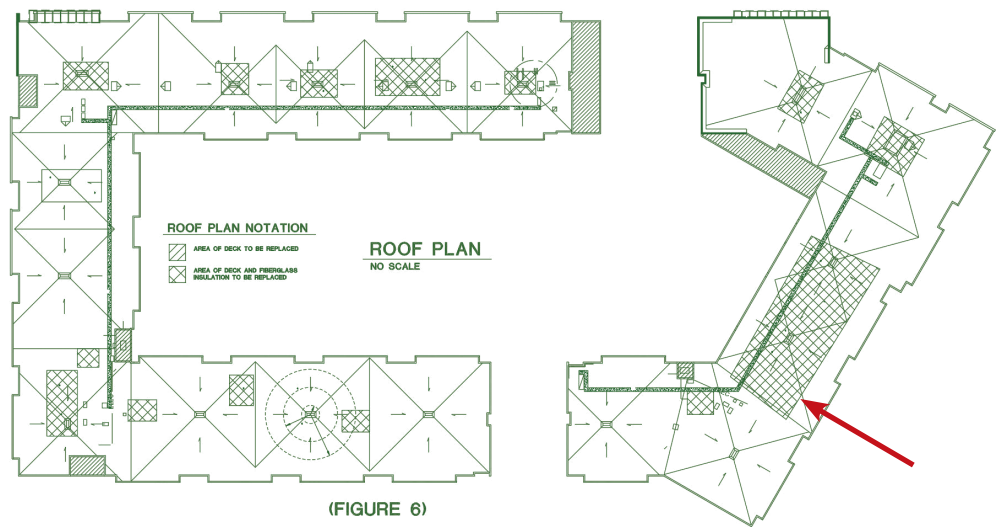 ROOF PLAN NOTATION
AREA OF DECK TO BE REPLACED
AREA OF DECK AND FIBERGLASS
INSULATION TO BE REPLACED
ROOF PLAN
NO SCALE
(FIGURE 6)